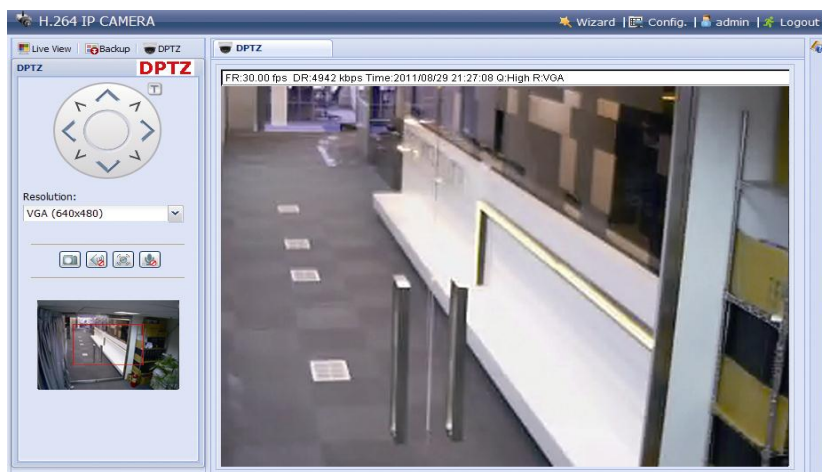 H.264 IP CAMERA
Wizard | Config. | admin | Logout
Live View Backup DPTZ
DPTZ DPTZ
T
Resolution:
VGA (640x480)
DPTZ
FR:30.00 fps DR:4942 kbps Time:2011/08/29 21:27:08 Q:High R:VGA